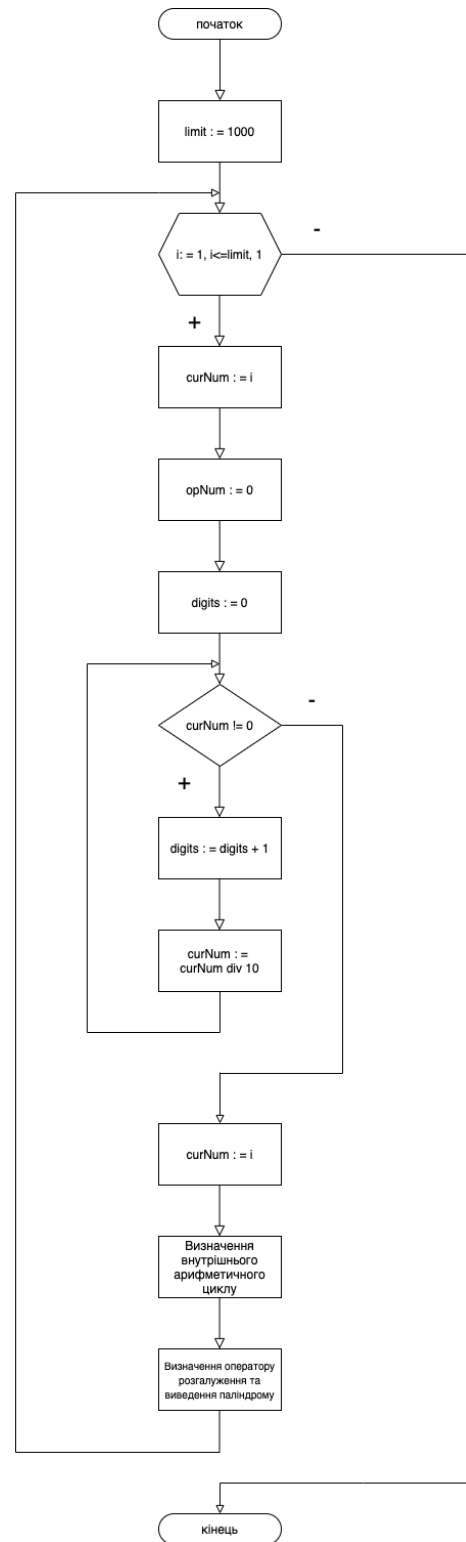 початок
limit : = 1000
i: = 1, i<=limit, 1
-
+
curNum : = i
opNum : = 0
digits : = 0
curNum != 0
-
+
digits : = digits + 1
curNum : =
curNum div 10
curNum : = i
Визначення
внутрішнього
арифметичного
циклу
Визначення оператору
розгалуження та
виведення паліндрому
кінець